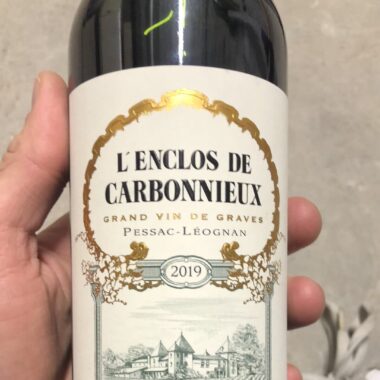 L'ENCLOS DE
CARBONNIEUX
GRAND VIN DE GRAVES
PESSAC-LÉOGNAN
2019